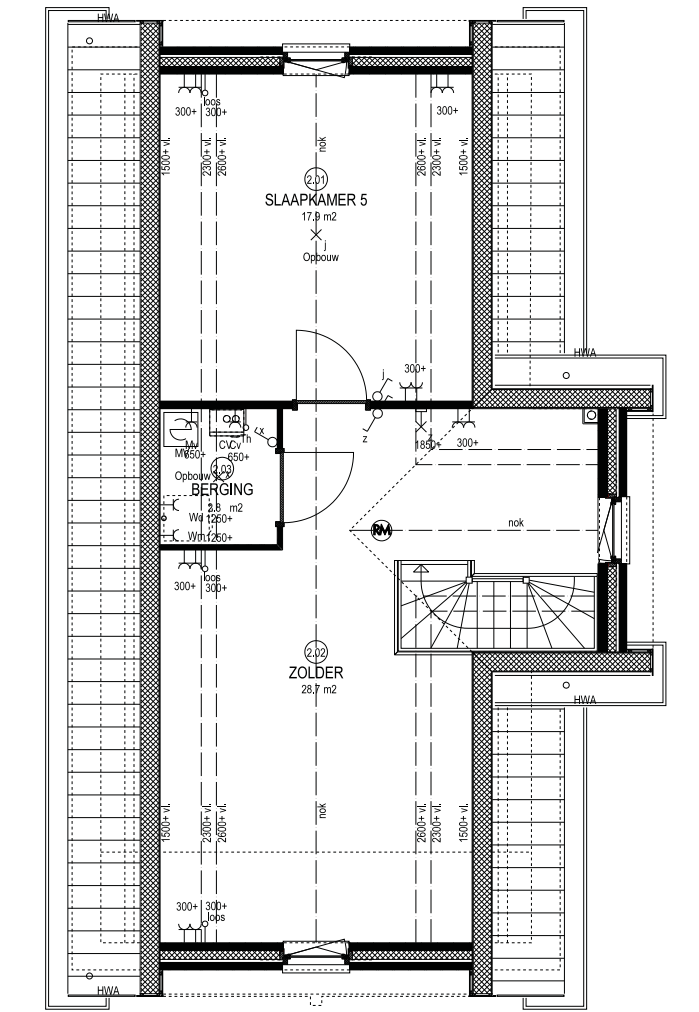 HWA
300+
loos
300+
300+
1500+ vl.
2300+ vl.
2600+ vl.
nok
2600+ vl.
2300+ vl.
1500+ vl.
2.01
SLAAPKAMER 5
17.9 m2
j
Opbouw
HWA
j
300+
z
1850+
300+
x
Th
Mv
650+
CV
Cv
650+
MV
Opbouw
2.03
BERGING
2.8 m2
Wd 1250+
Wm 1250+
RM
nok
300+
loos
300+
2.02
ZOLDER
28.7 m2
HWA
1500+ vl.
2300+ vl.
2600+ vl.
nok
2600+ vl.
2300+ vl.
1500+ vl.
300+
300+
loos
HWA